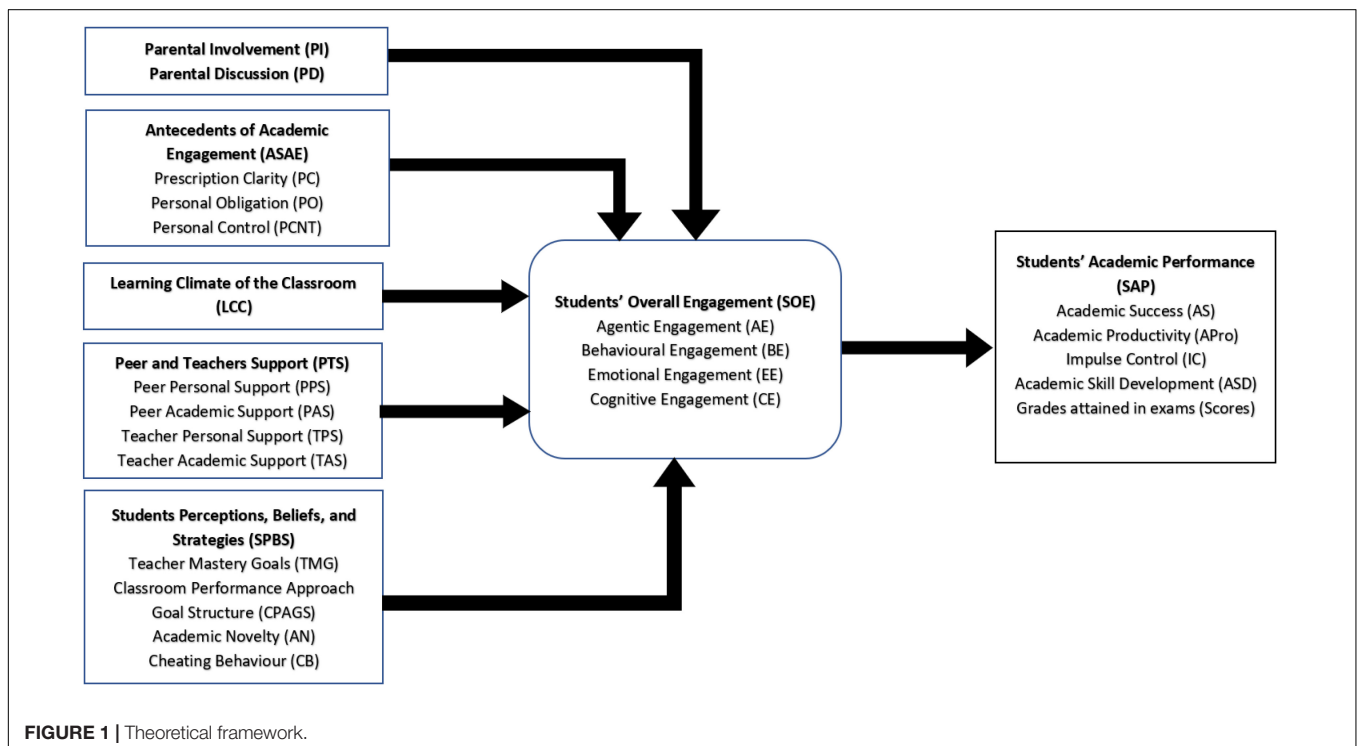 Parental Involvement (PI)
Parental Discussion (PD)
Antecedents of Academic
Engagement (ASAE)
Prescription Clarity (PC)
Personal Obligation (PO)
Personal Control (PCNT)
Learning Climate of the Classroom
(LCC)
Peer and Teachers Support (PTS)
Peer Personal Support (PPS)
Peer Academic Support (PAS)
Teacher Personal Support (TPS)
Teacher Academic Support (TAS)
Students Perceptions, Beliefs, and
Strategies (SPBS)
Teacher Mastery Goals (TMG)
Classroom Performance Approach
Goal Structure (CPAGS)
Academic Novelty (AN)
Cheating Behaviour (CB)
Students' Overall Engagement (SOE)
Agentic Engagement (AE)
Behavioural Engagement (BE)
Emotional Engagement (EE)
Cognitive Engagement (CE)
Students' Academic Performance
(SAP)
Academic Success (AS)
Academic Productivity (APro)
Impulse Control (IC)
Academic Skill Development (ASD)
Grades attained in exams (Scores)
FIGURE 1 | Theoretical framework.